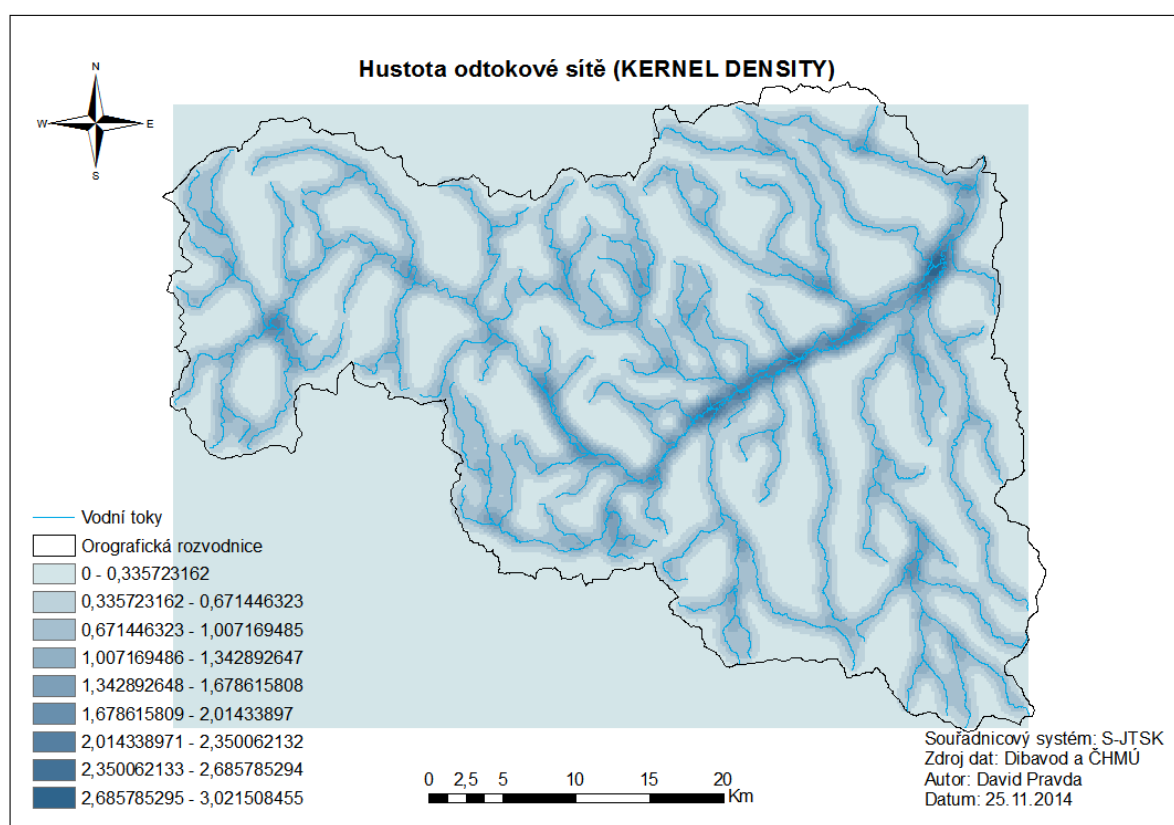 Hustota odtokové sítě (KERNEL DENSITY)
N
W
E
S
Vodní toky
Orografická rozvodnice
0 - 0,335723162
0,335723162 - 0,671446323
0,671446323 - 1,007169485
1,007169486 - 1,342892647
1,342892648 - 1,678615808
1,678615809 - 2,01433897
2,014338971 - 2,350062132
2,350062133 - 2,685785294
2,685785295 - 3,021508455
0 2,5 5 10 15 20
Km
Souřadnicový systém: S-JTSK
Zdroj dat: Dibavod a ČHMÚ
Autor: David Pravda
Datum: 25.11.2014